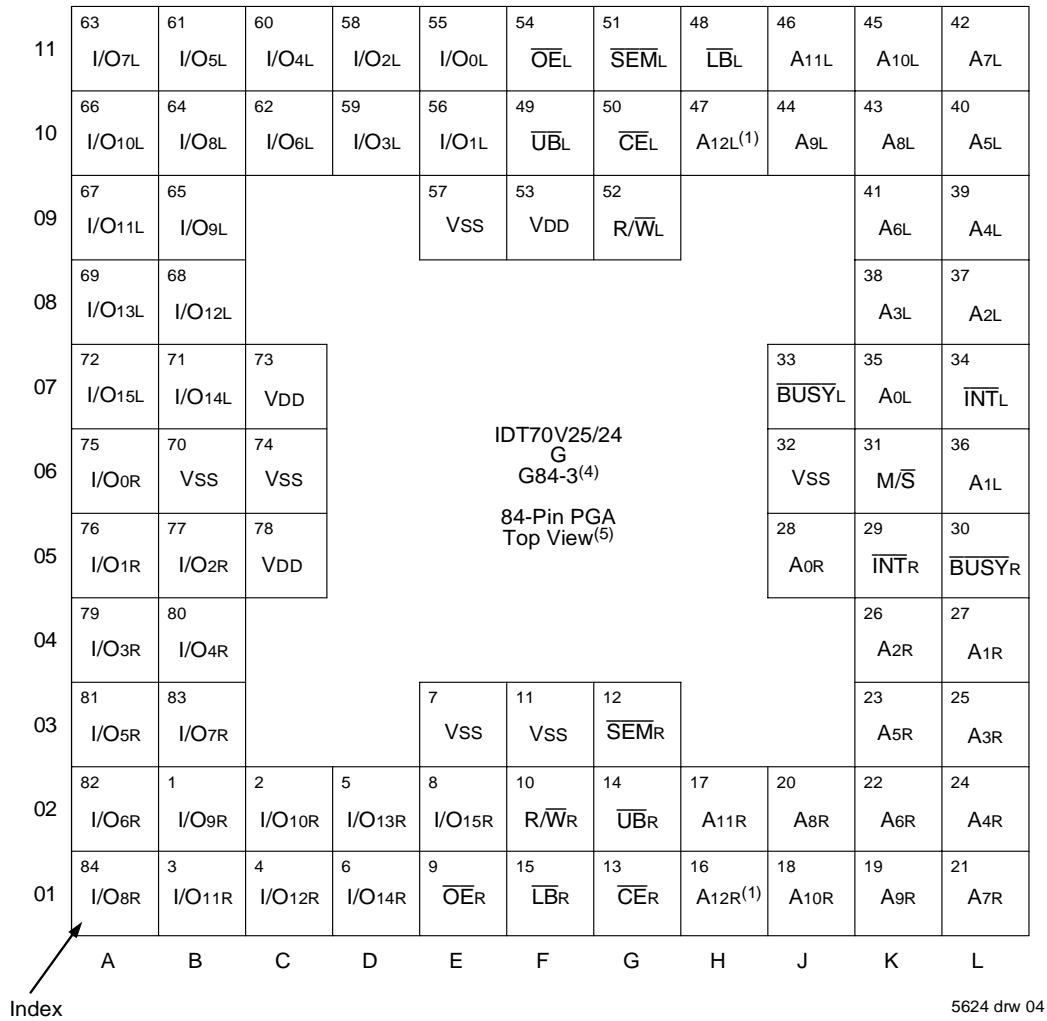 63 61 60 58 55 54 51 48 46 45 42
11 I/O7L I/O5L I/O4L I/O2L I/O0L OEL SEML LBL A11L A10L A7L
66 64 62 59 56 49 50 47 44 43 40
10 I/O10L I/O8L I/O6L I/O3L I/O1L UBL CEL A12L(1) A9L A8L A5L
67 65 57 53 52 41 39
09 I/O11L I/O9L VSS VDD R/WL A6L A4L
69 68 38 37
08 I/O13L I/O12L A3L A2L
72 71 73 33 35 34
07 I/O15L I/O14L VDD BUSYL A0L INTL
IDT70V25/24
G
G84-3(4)
84-Pin PGA
Top View(5)
75 70 74 32 31 36
06 I/O0R VSS VSS VSS M/S A1L
76 77 78 28 29 30
05 I/O1R I/O2R VDD A0R INTR BUSYR
79 80 26 27
04 I/O3R I/O4R A2R A1R
81 83 7 11 12 23 25
03 I/O5R I/O7R VSS VSS SEMR A5R A3R
82 1 2 5 8 10 14 17 20 22 24
02 I/O6R I/O9R I/O10R I/O13R I/O15R R/WR UBR A11R A8R A6R A4R
84 3 4 6 9 15 13 16 18 19 21
01 I/O8R I/O11R I/O12R I/O14R OER LBR CER A12R(1) A10R A9R A7R
A B C D E F G H J K L
Index
5624 drw 04